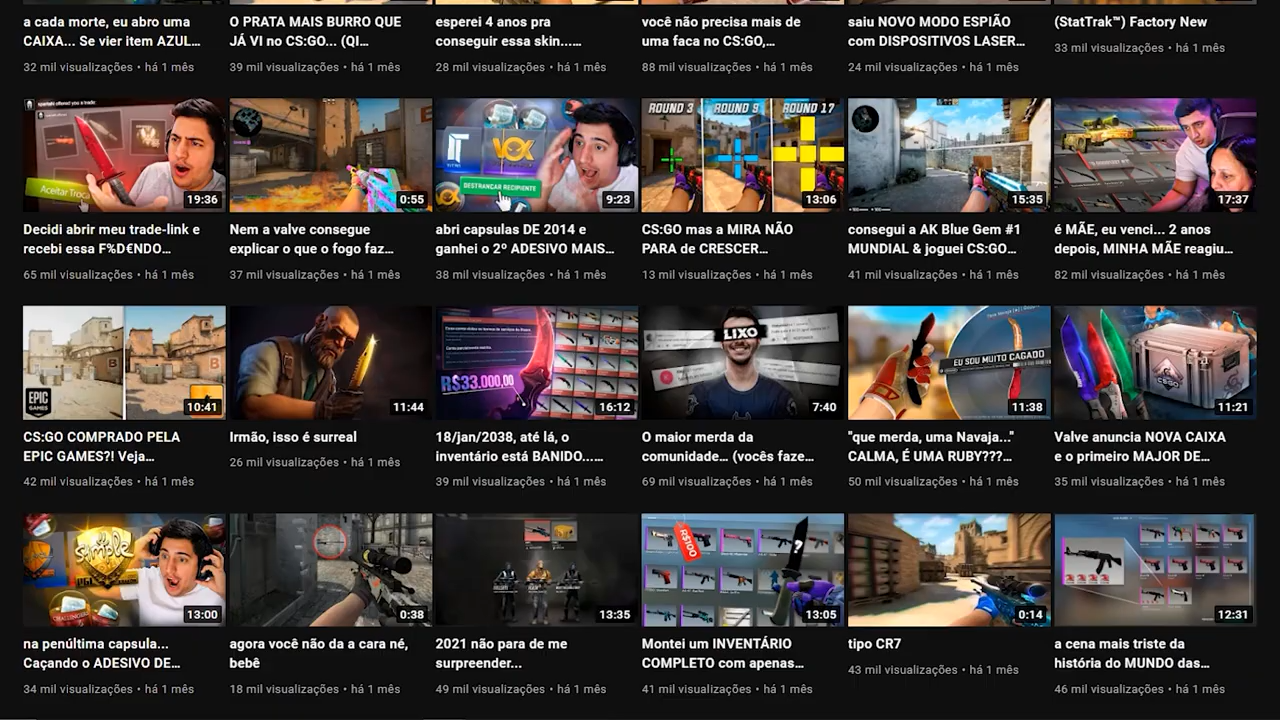 a cada morte, eu abro uma
CAIXA... Se vier item AZUL...
32 mil visualizações • há 1 mês
O PRATA MAIS BURRO QUE
JÁ VI no CS:GO... (QI...
39 mil visualizações • há 1 mês
esperei 4 anos pra
conseguir essa skin......
28 mil visualizações • há 1 mês
você não precisa mais de
uma faca no CS:GO,...
88 mil visualizações • há 1 mês
saiu NOVO MODO ESPIÃO
com DISPOSITIVOS LASER...
24 mil visualizações • há 1 mês
(StatTrak™) Factory New
33 mil visualizações • há 1 mês
Aceitar Troca
19:36
Decidi abrir meu trade-link e
recebi essa F%D€NDO...
65 mil visualizações • há 1 mês
0:55
Nem a valve consegue
explicar o que o fogo faz...
37 mil visualizações • há 1 mês
TITAN
VOX
DESTRANCAR RECIPIENTE
9:23
abri capsulas DE 2014 e
ganhei o 2º ADESIVO MAIS...
38 mil visualizações • há 1 mês
ROUND 3
ROUND 9
ROUND 17
13:06
CS:GO mas a MIRA NÃO
PARA de CRESCER...
13 mil visualizações • há 1 mês
15:35
consegui a AK Blue Gem #1
MUNDIAL & joguei CS:GO...
41 mil visualizações • há 1 mês
17:37
é MÃE, eu venci... 2 anos
depois, MINHA MÃE reagiu...
82 mil visualizações • há 1 mês
B
B
EPIC
GAMES
10:41
CS:GO COMPRADO PELA
EPIC GAMES?! Veja...
42 mil visualizações • há 1 mês
11:44
Irmão, isso é surreal
26 mil visualizações • há 1 mês
R$33.000,00
16:12
18/jan/2038, até lá, o
inventário está BANIDO......
39 mil visualizações • há 1 mês
LIXO
7:40
O maior merda da
comunidade... (vocês faze...
69 mil visualizações • há 1 mês
EU SOU MUITO CAGADO
11:38
"que merda, uma Navaja..."
CALMA, É UMA RUBY???...
50 mil visualizações • há 1 mês
CS:GO
11:21
Valve anuncia NOVA CAIXA
e o primeiro MAJOR DE...
35 mil visualizações • há 1 mês
s1mple
13:00
na penúltima capsula...
Caçando o ADESIVO DE...
34 mil visualizações • há 1 mês
0:38
agora você não da a cara né,
bebê
18 mil visualizações • há 1 mês
13:35
2021 não para de me
surpreender...
49 mil visualizações • há 1 mês
R$100
?
13:05
Montei um INVENTÁRIO
COMPLETO com apenas...
41 mil visualizações • há 1 mês
0:14
tipo CR7
43 mil visualizações • há 1 mês
12:31
a cena mais triste da
história do MUNDO das...
46 mil visualizações • há 1 mês